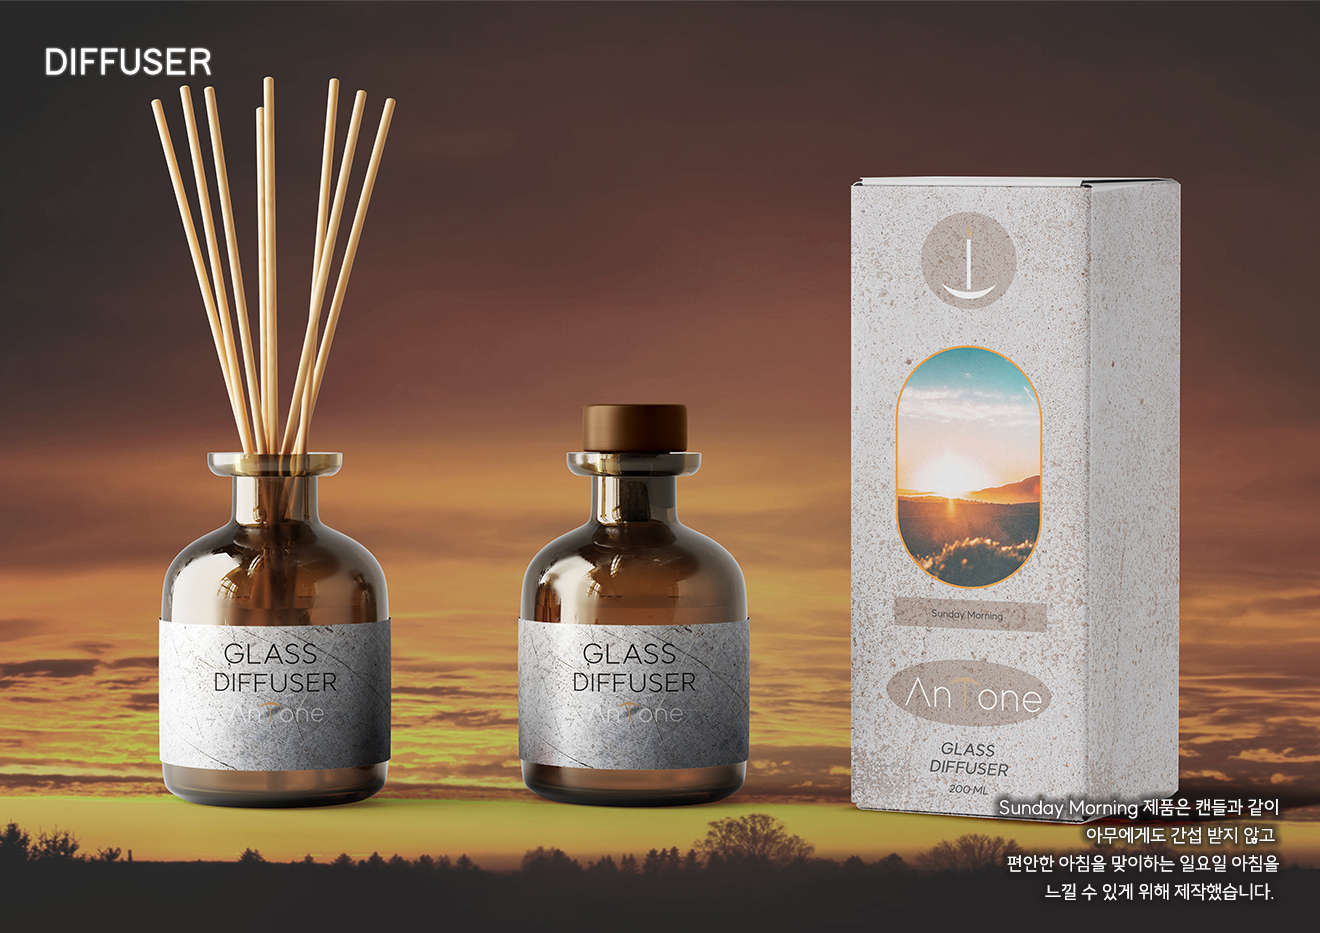 DIFFUSER
GLASS
DIFFUSER
AnTone
GLASS
DIFFUSER
AnTone
Sunday Morning
AnTone
GLASS
DIFFUSER
200 ML
Sunday Morning 제품은 캔들과 같이
아무에게도 간섭 받지 않고
편안한 아침을 맞이하는 일요일 아침을
느낄 수 있게 위해 제작했습니다.